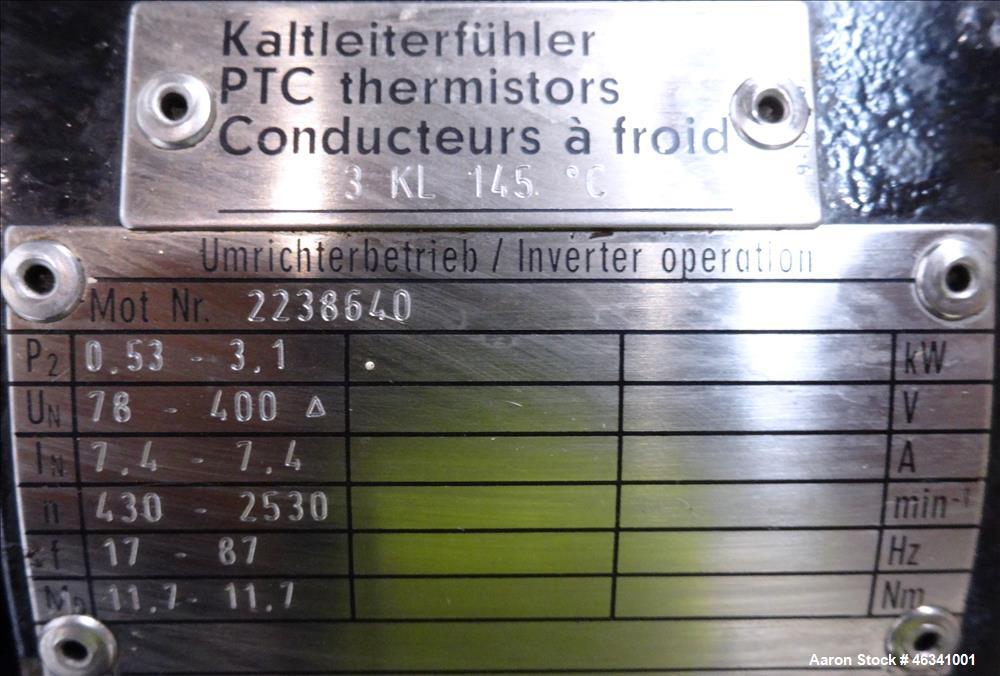 Kaltleiterfühler
PTC thermistors
Conducteurs à froid
3 KL 145 °C
Umrichterbetrieb / Inverter operation
Mot. Nr. 2238640
P2 0.53 - 3.1 kW
UN 78 - 400 Δ V
IN 7.4 - 7.4 A
n 430 - 2530 min-1
f 17 - 87 Hz
11.7 - 11.7 Nm
Aaron Stock # 46341001